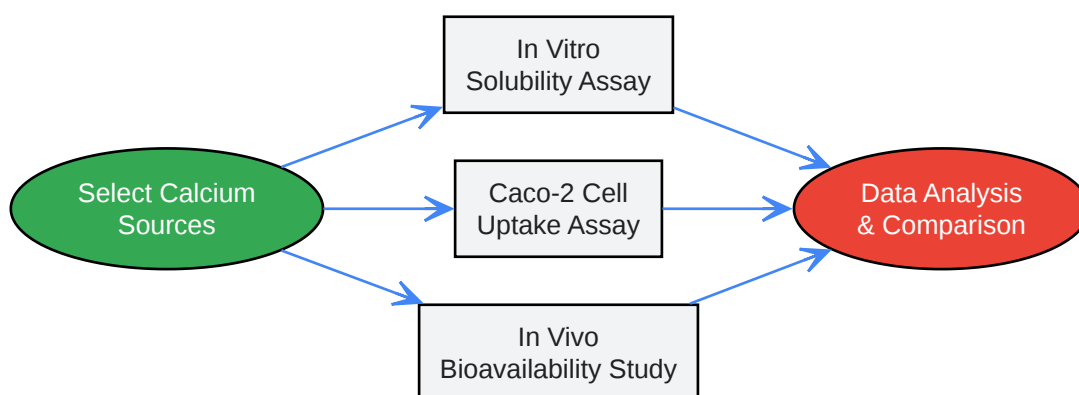 Select Calcium
Sources
In Vitro
Solubility Assay
Caco-2 Cell
Uptake Assay
In Vivo
Bioavailability Study
Data Analysis
& Comparison